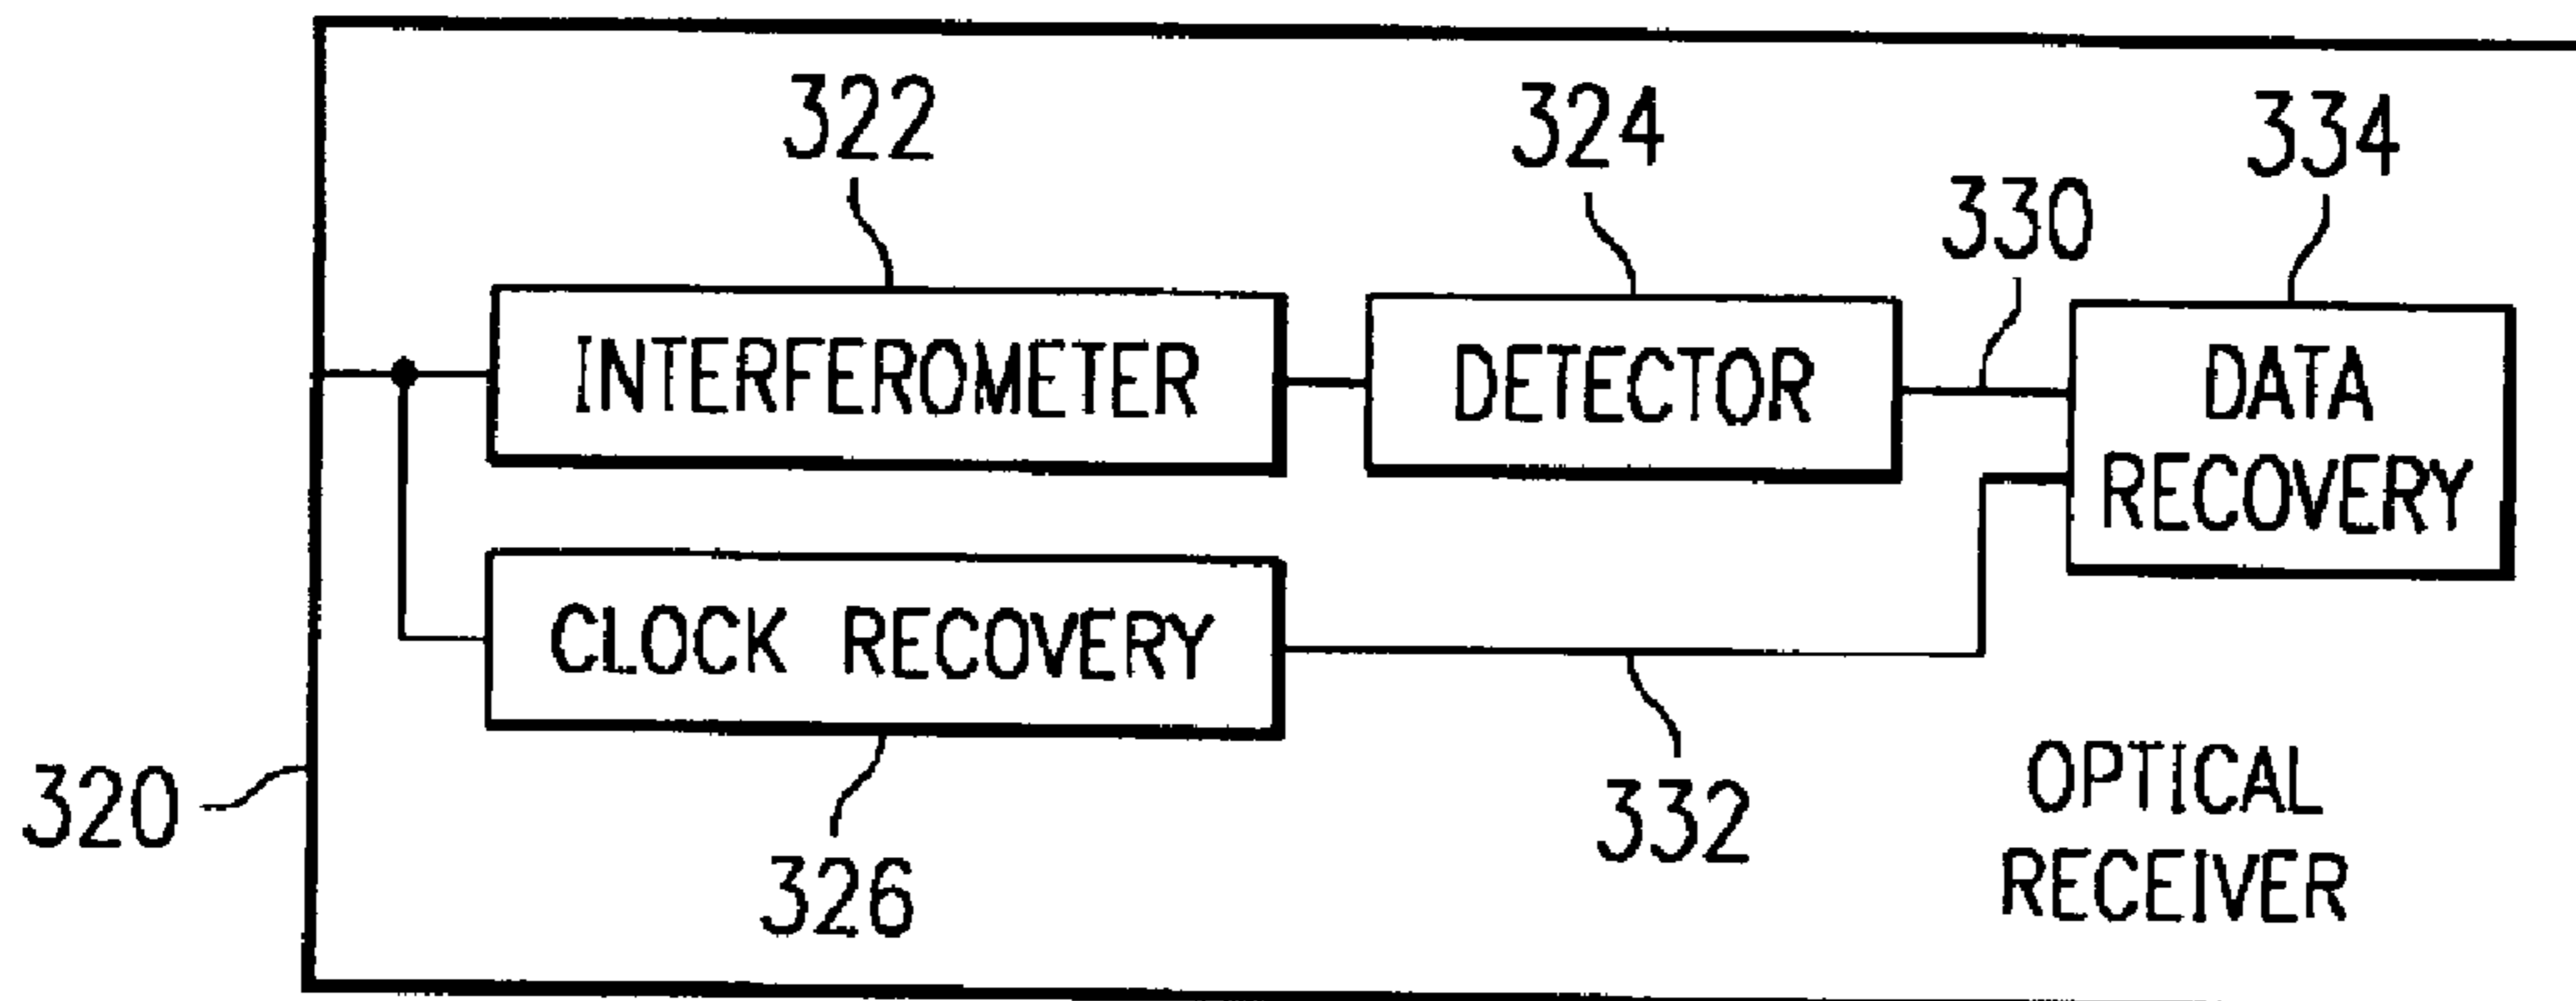 322
324
334
330
INTERFEROMETER
DETECTOR
DATA
RECOVERY
CLOCK RECOVERY
320
326
332
OPTICAL
RECEIVER